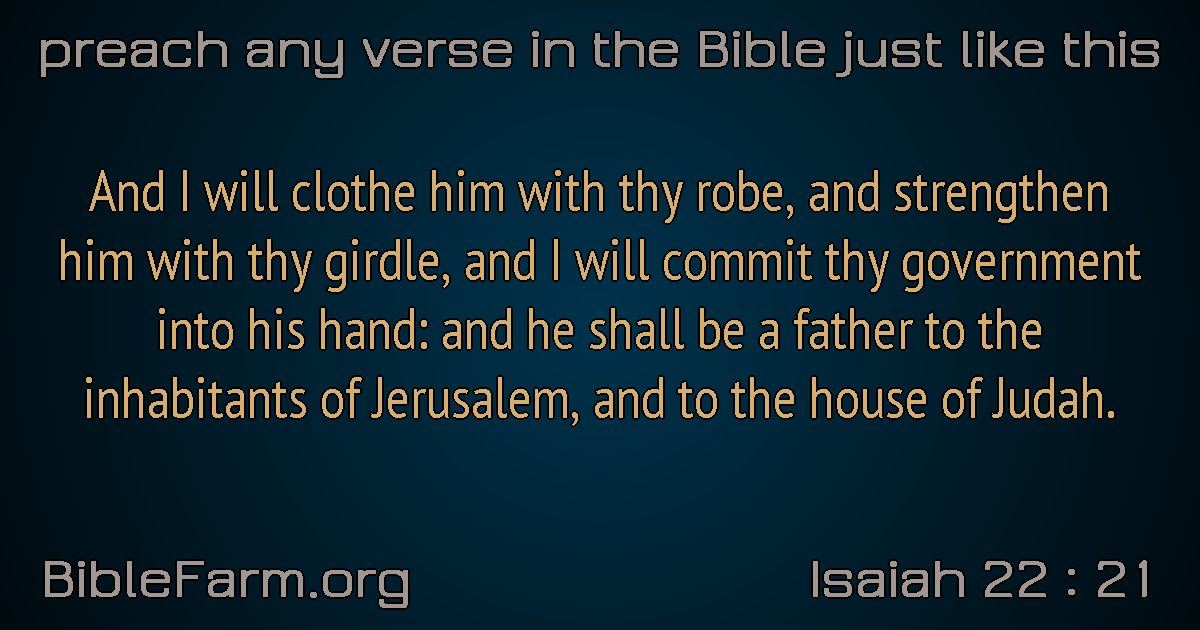 preach any verse in the Bible just like this
And I will clothe him with thy robe, and strengthen
him with thy girdle, and I will commit thy government
into his hand: and he shall be a father to the
inhabitants of Jerusalem, and to the house of Judah.
BibleFarm.org
Isaiah 22 : 21